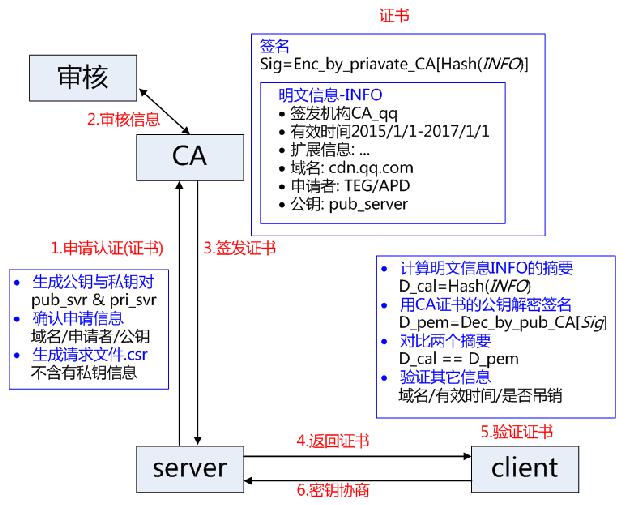 证书
签名
Sig=Enc_by_priavate_CA[Hash(INFO)]
明文信息-INFO
• 签发机构CA_qq
• 有效时间2015/1/1-2017/1/1
• 扩展信息: ...
• 域名: cdn.qq.com
• 申请者: TEG/APD
• 公钥: pub_server
审核
2.审核信息
CA
1.申请认证(证书)
3.签发证书
• 生成公钥与私钥对
pub_svr & pri_svr
• 确认申请信息
域名/申请者/公钥
• 生成请求文件.csr
不含有私钥信息
• 计算明文信息INFO的摘要
D_cal=Hash(INFO)
• 用CA证书的公钥解密签名
D_pem=Dec_by_pub_CA[Sig]
• 对比两个摘要
D_cal == D_pem
• 验证其它信息
域名/有效时间/是否吊销
server
4.返回证书
5.验证证书
client
6.密钥协商